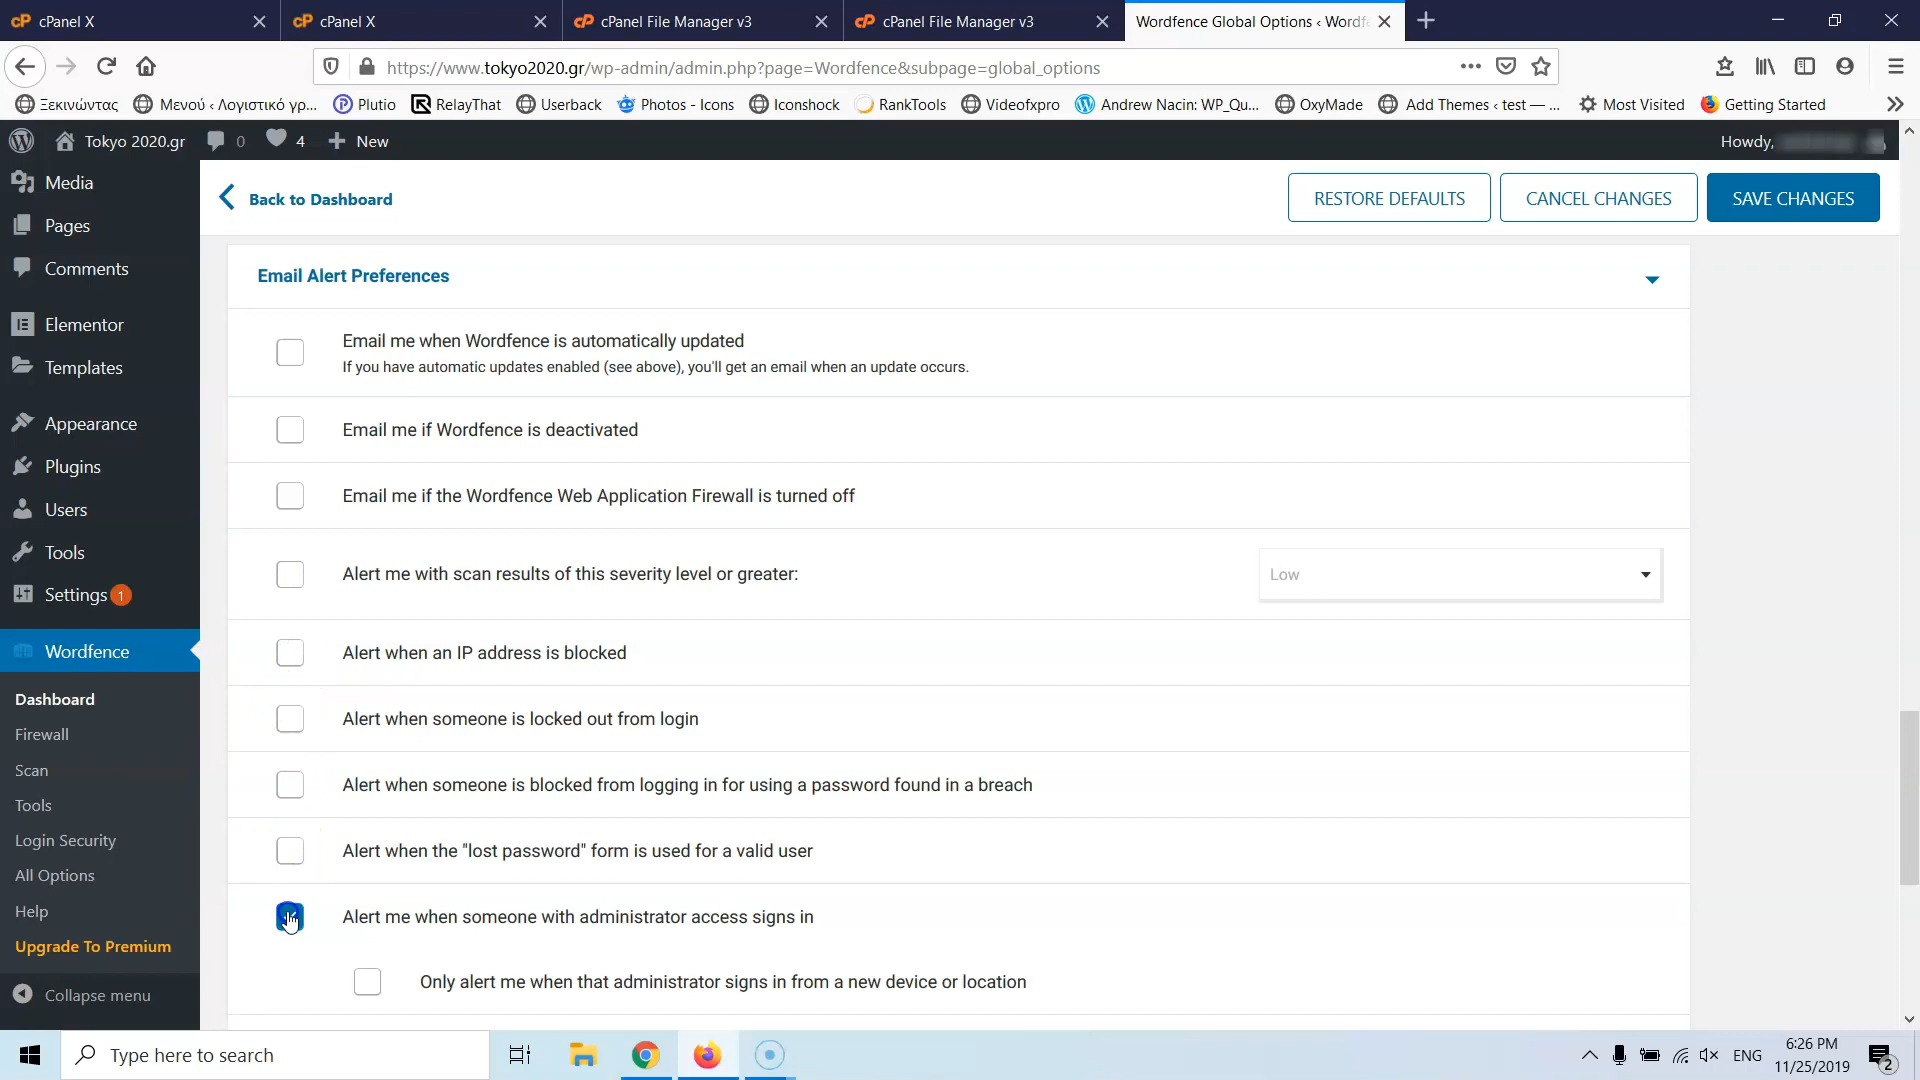 cPanel X
cPanel X
cPanel File Manager v3
cPanel File Manager v3
Wordfence Global Options ‹ Wordfe
https://www.tokyo2020.gr/wp-admin/admin.php?page=Wordfence&subpage=global_options
Ξεκινώντας
Μενού ‹ Λογιστικό γρ...
Plutio
RelayThat
Userback
Photos - Icons
Iconshock
RankTools
Videofxpro
Andrew Nacin: WP_Qu...
OxyMade
Add Themes ‹ test — ...
Most Visited
Getting Started
Tokyo 2020.gr
0
4
New
Howdy,
Media
Pages
Comments
Elementor
Templates
Appearance
Plugins
Users
Tools
Settings 1
Wordfence
Dashboard
Firewall
Scan
Tools
Login Security
All Options
Help
Upgrade To Premium
Collapse menu
Back to Dashboard
RESTORE DEFAULTS
CANCEL CHANGES
SAVE CHANGES
Email Alert Preferences
Email me when Wordfence is automatically updated
If you have automatic updates enabled (see above), you'll get an email when an update occurs.
Email me if Wordfence is deactivated
Email me if the Wordfence Web Application Firewall is turned off
Alert me with scan results of this severity level or greater:
Low
Alert when an IP address is blocked
Alert when someone is locked out from login
Alert when someone is blocked from logging in for using a password found in a breach
Alert when the "lost password" form is used for a valid user
Alert me when someone with administrator access signs in
Only alert me when that administrator signs in from a new device or location
Type here to search
ENG
6:26 PM
11/25/2019
2